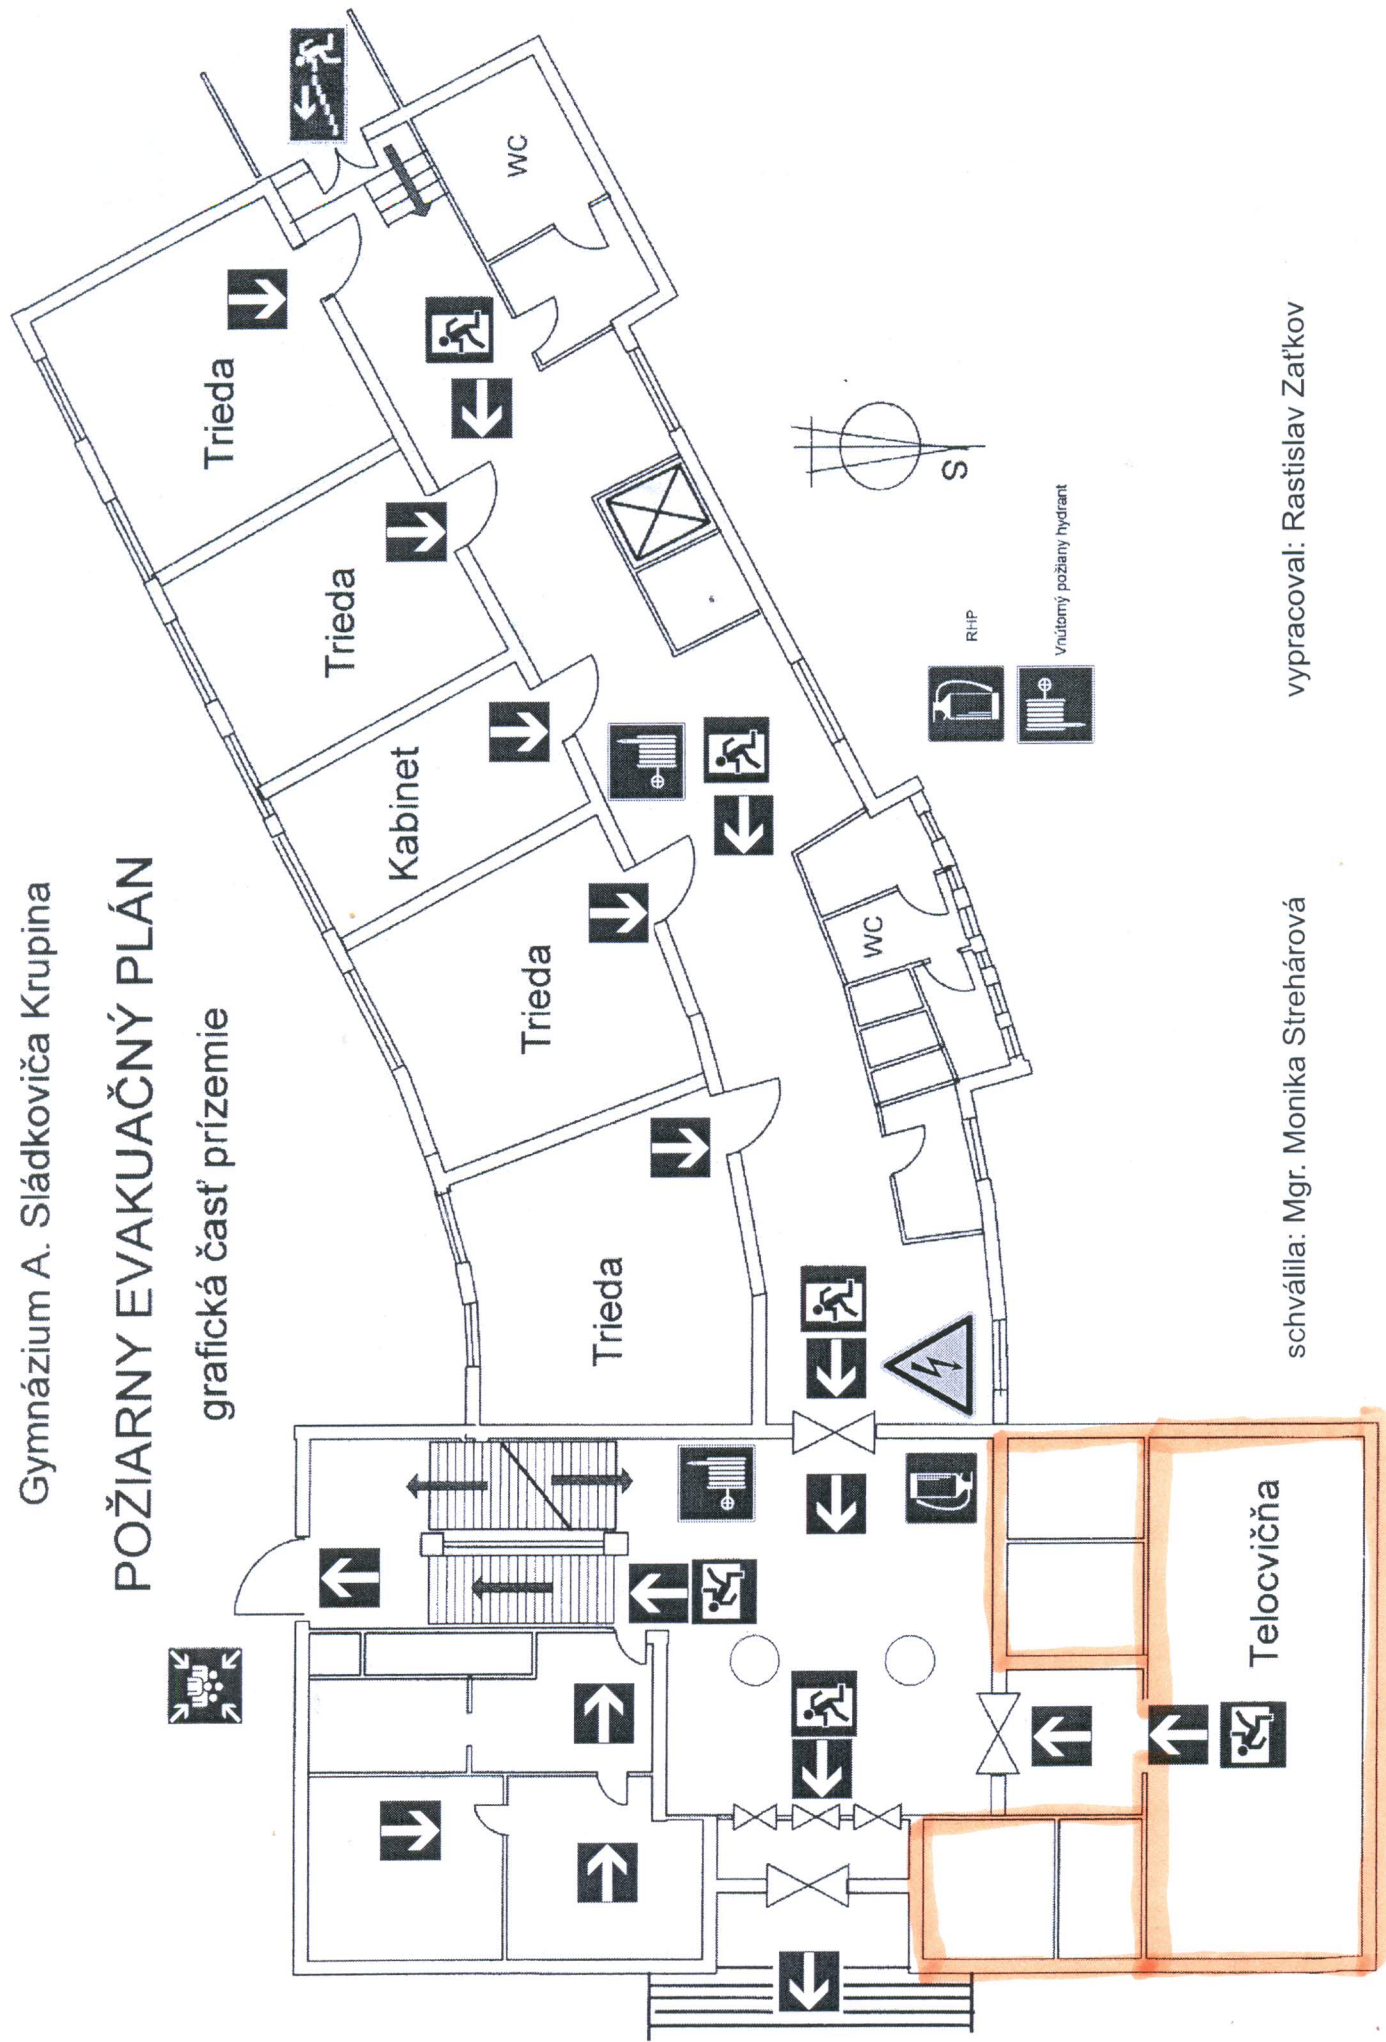 Gymnázium A. Sládkoviča Krupina
POŽIARNY EVAKUAČNÝ PLÁN
grafická časť prízemie
Trieda
Trieda
Kabinet
Trieda
Trieda
WC
WC
S
RHP
Vnútorný požiarny hydrant
Telocvičňa
schválila: Mgr. Monika Strehárová
vypracoval: Rastislav Zaťkov